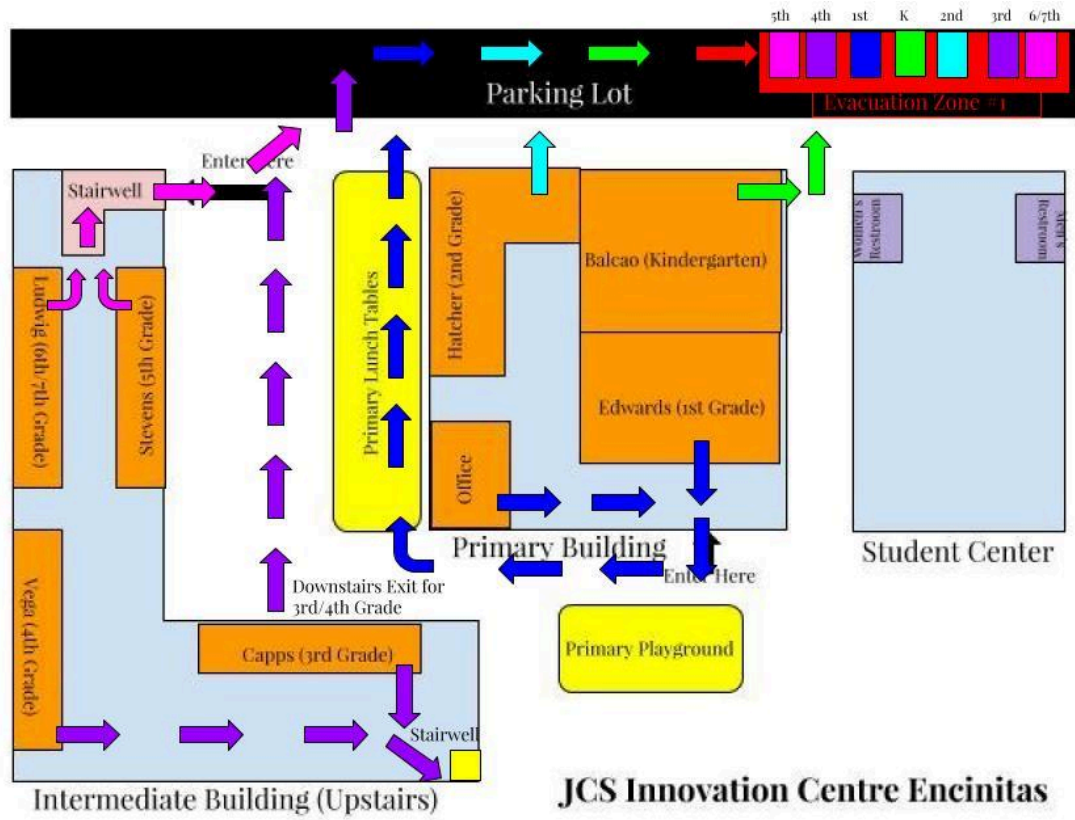 5th 4th 1st K 2nd 3rd 6/7th
Parking Lot
Evacuation Zone #1
Enter Here
Stairwell
Women's
Restroom
Men's
Restroom
Ludwig (6th/7th Grade)
Stevens (5th Grade)
Primary Lunch Tables
Hatcher (2nd Grade)
Balcao (Kindergarten)
Edwards (1st Grade)
Office
Primary Building
Student Center
Enter Here
Downstairs Exit for
3rd/4th Grade
Vega (4th Grade)
Capps (3rd Grade)
Primary Playground
Stairwell
Intermediate Building (Upstairs)
JCS Innovation Centre Encinitas